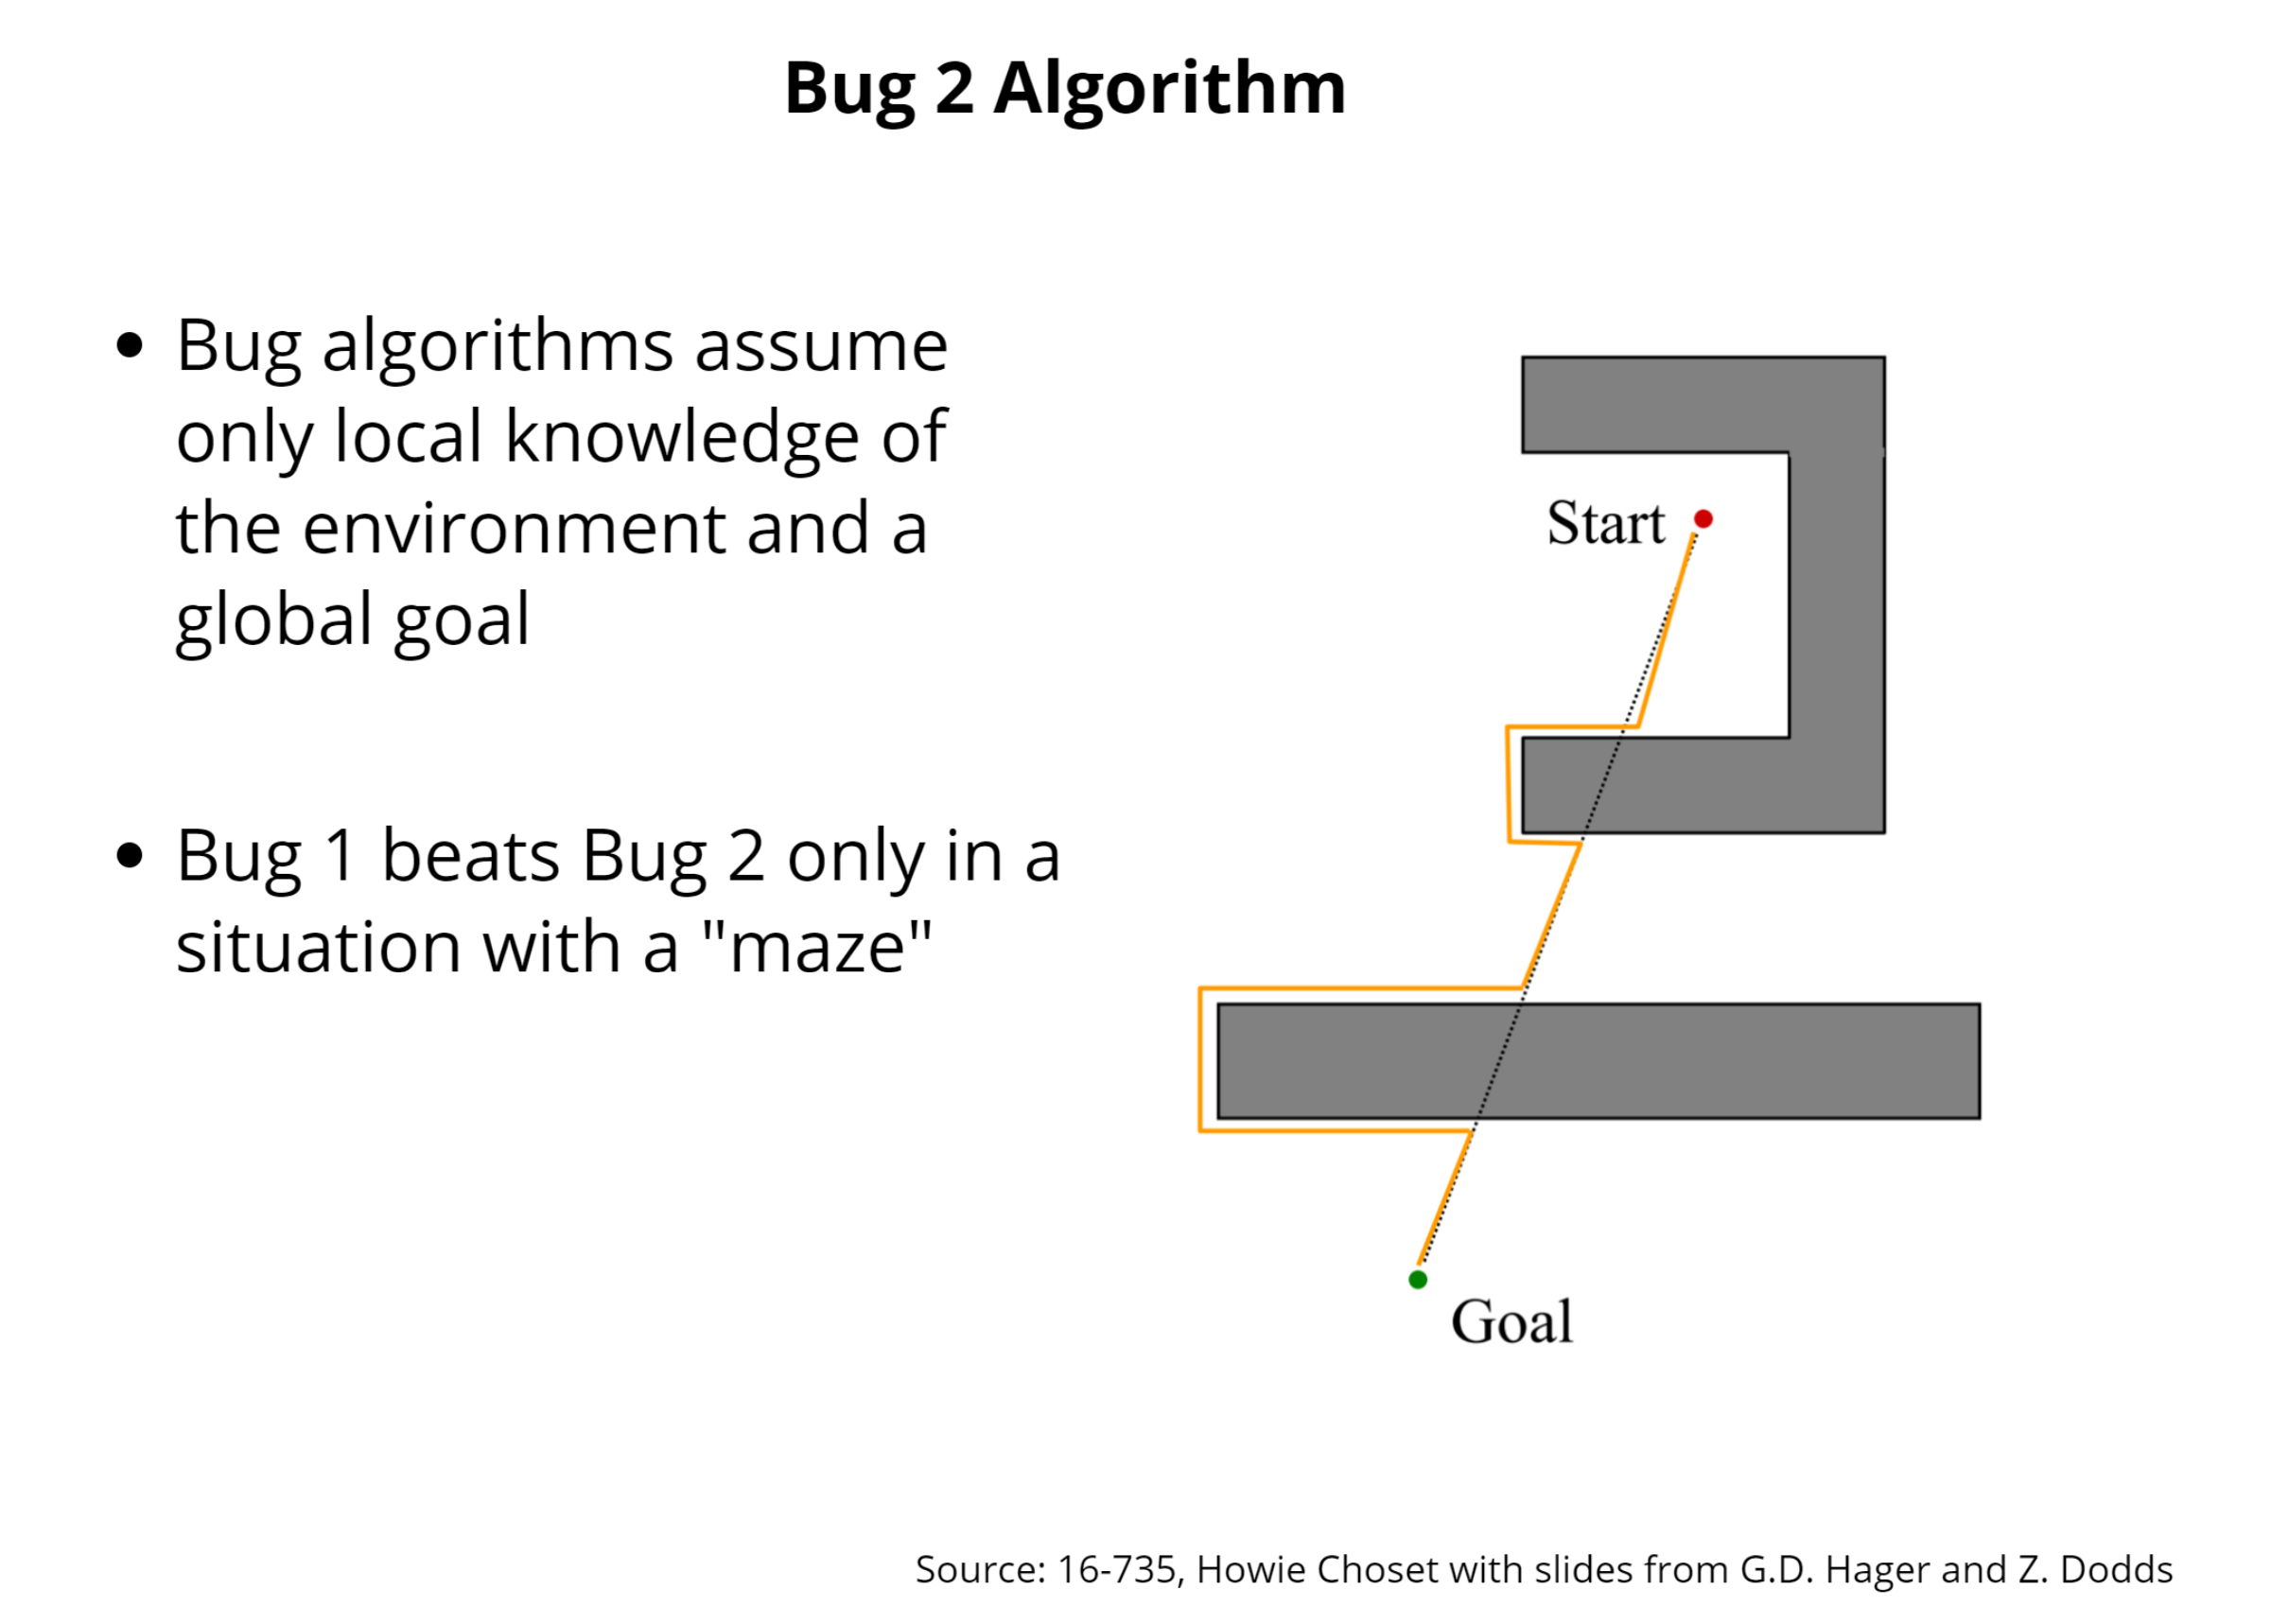 Bug 2 Algorithm
• Bug algorithms assume
only local knowledge of
the environment and a
global goal
• Bug 1 beats Bug 2 only in a
situation with a "maze"
Start
Goal
Source: 16-735, Howie Choset with slides from G.D. Hager and Z. Dodds